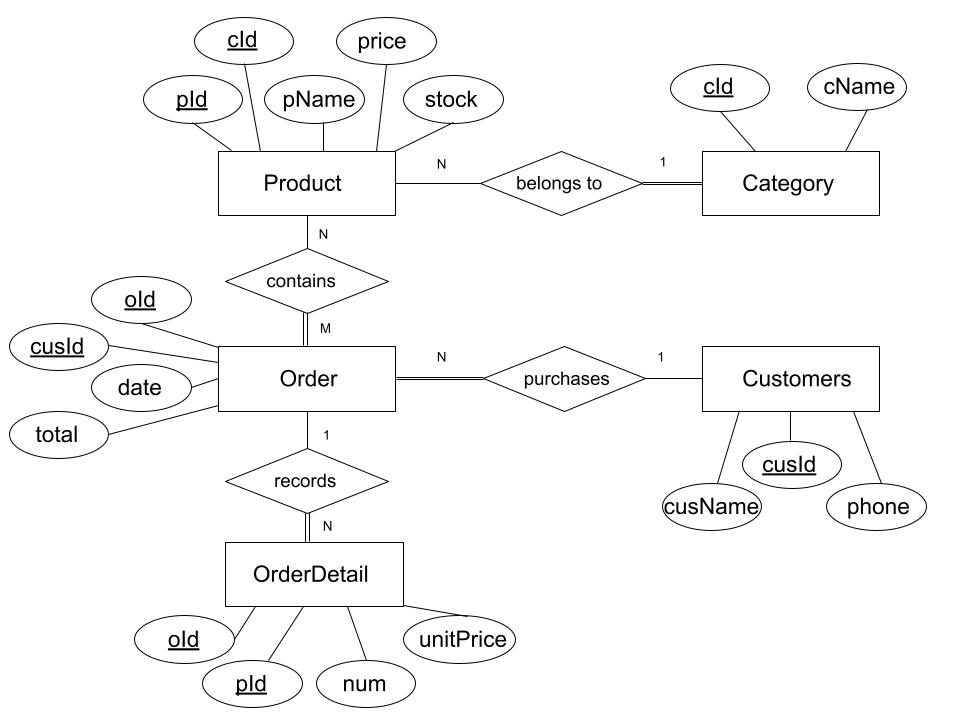 cId
price
pId
pName
stock
cId
cName
Product
N
belongs to
1
Category
N
contains
M
oId
cusId
date
total
Order
N
purchases
1
Customers
cusName
cusId
phone
1
records
N
OrderDetail
oId
pId
num
unitPrice